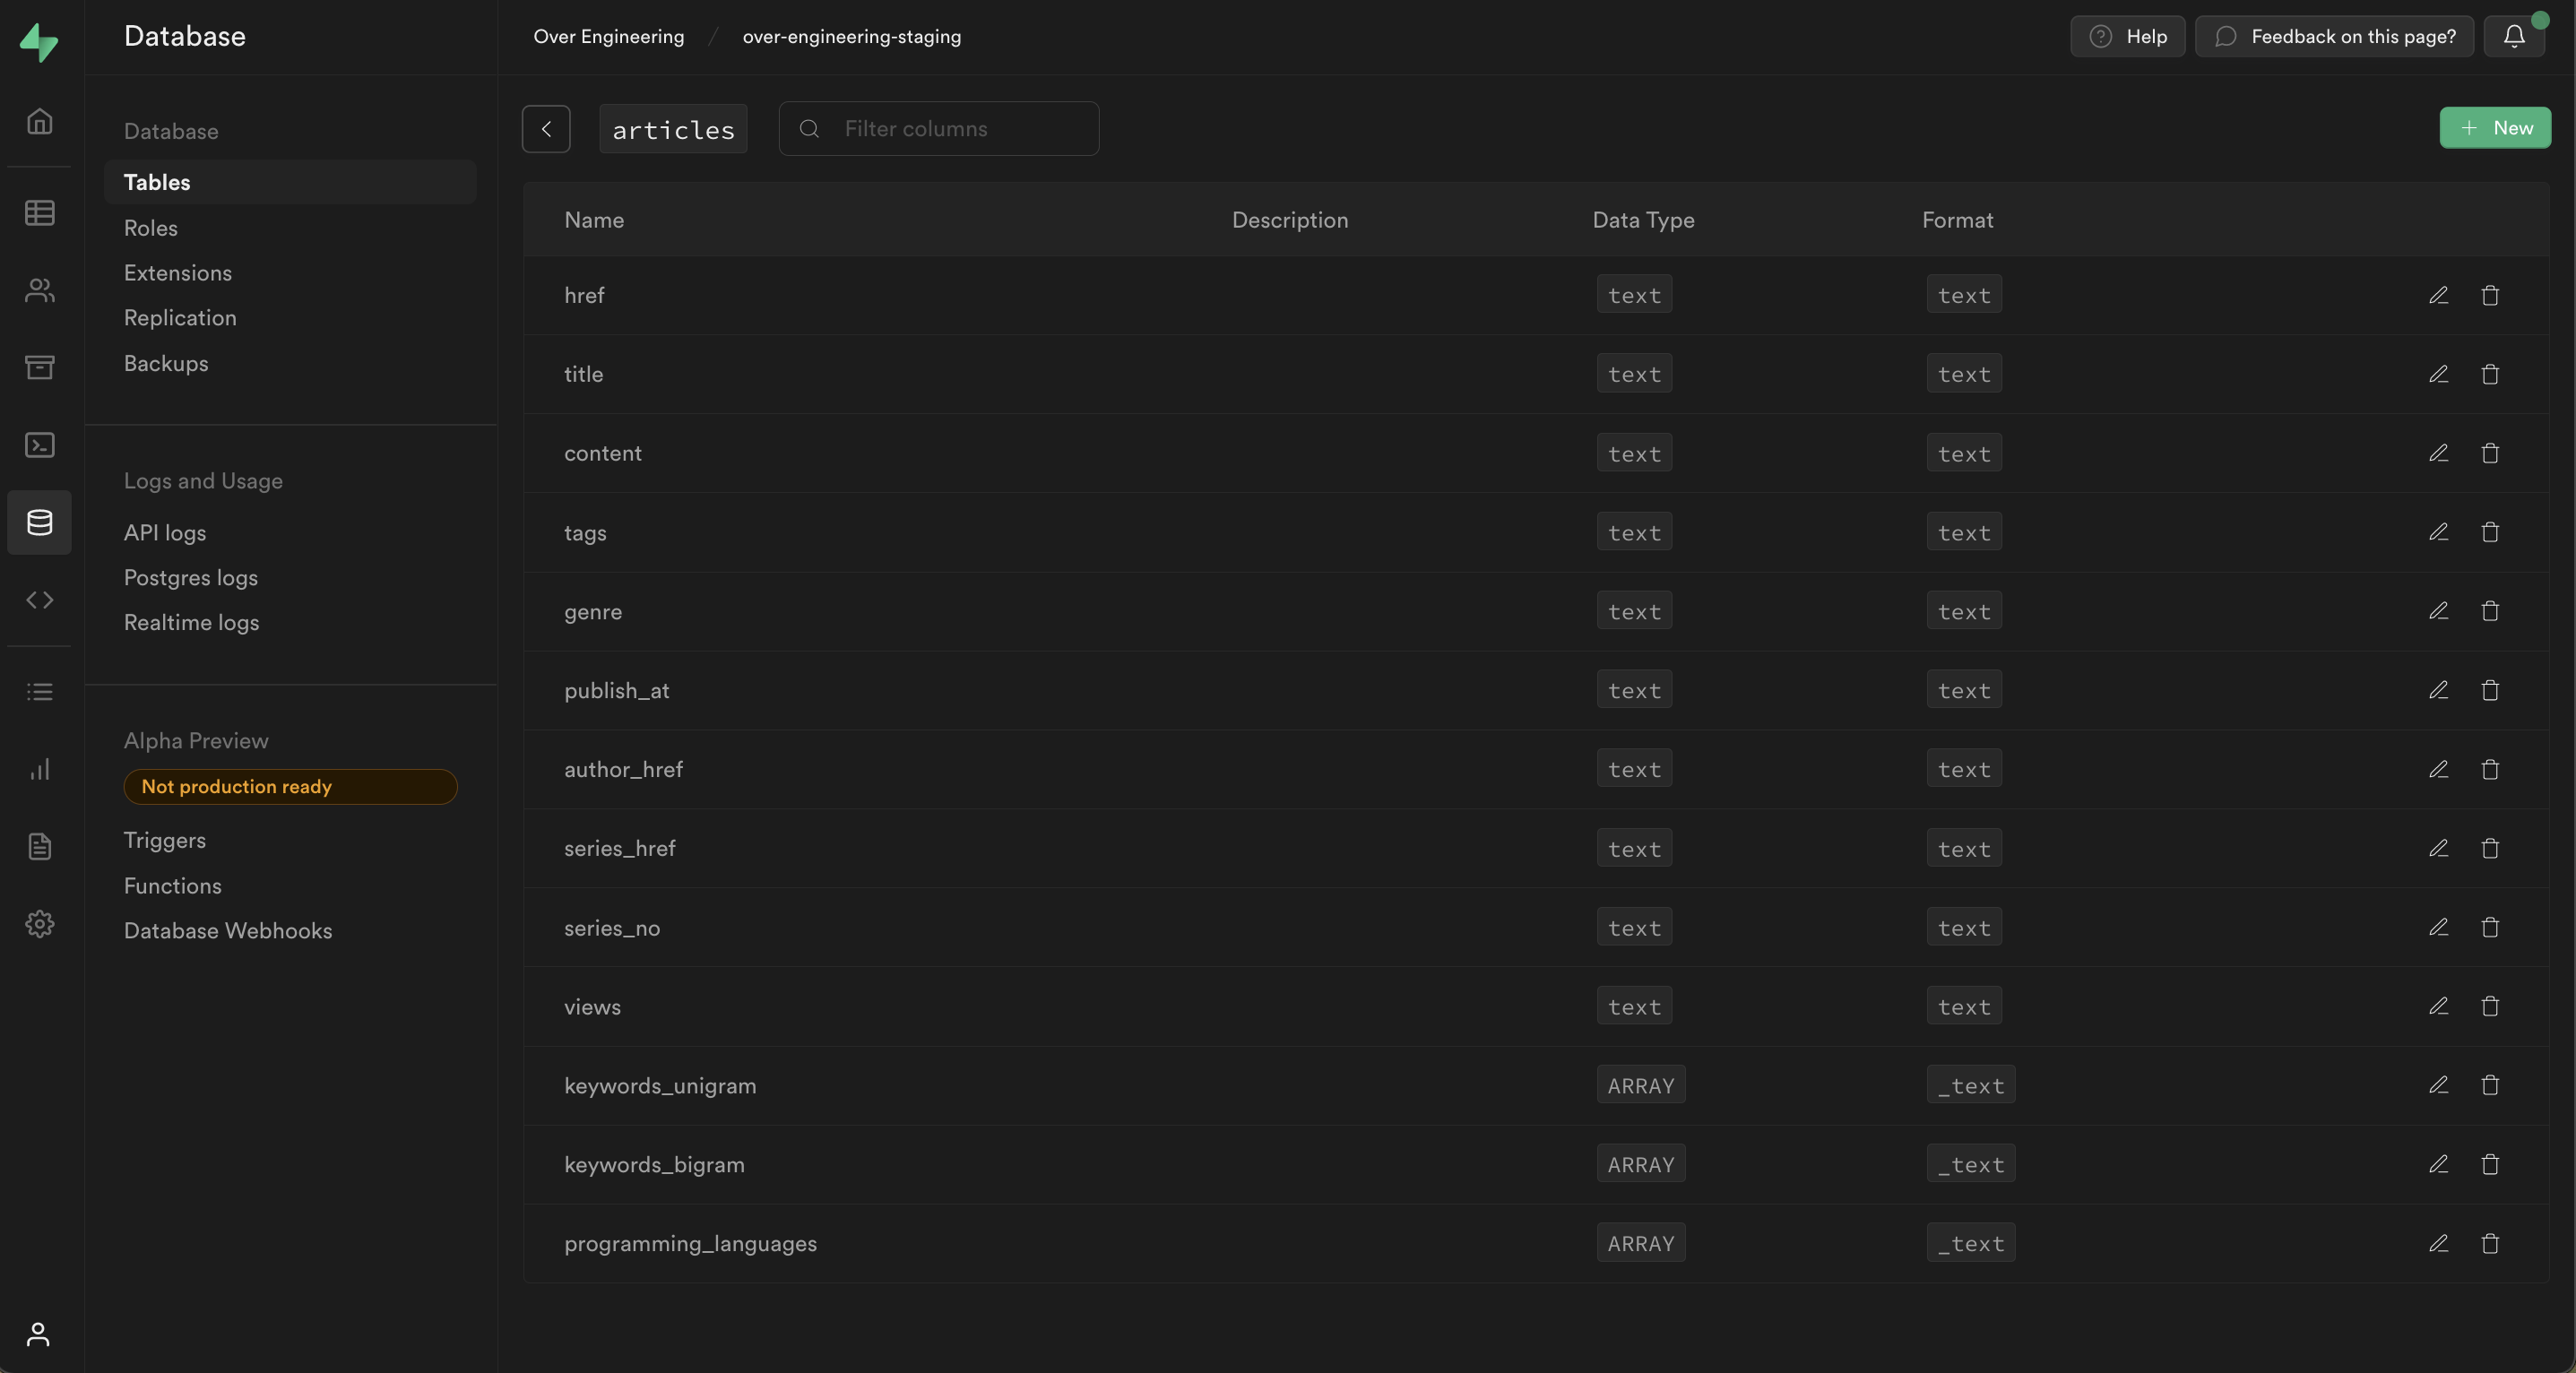 Database
Over Engineering / over-engineering-staging
Help
Feedback on this page?
Database
Tables
Roles
Extensions
Replication
Backups
Logs and Usage
API logs
Postgres logs
Realtime logs
Alpha Preview
Not production ready
Triggers
Functions
Database Webhooks
articles
Filter columns
New
Name Description Data Type Format
href text text
title text text
content text text
tags text text
genre text text
publish_at text text
author_href text text
series_href text text
series_no text text
views text text
keywords_unigram ARRAY _text
keywords_bigram ARRAY _text
programming_languages ARRAY _text